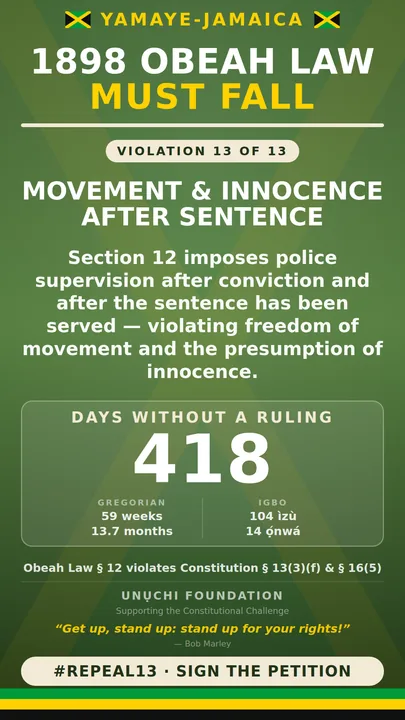 YAMAYE-JAMAICA
1898 OBEAH LAW
MUST FALL
VIOLATION 13 OF 13
MOVEMENT & INNOCENCE
AFTER SENTENCE
Section 12 imposes police
supervision after conviction and
after the sentence has been
served — violating freedom of
movement and the presumption of
innocence.
DAYS WITHOUT A RULING
418
GREGORIAN
59 weeks
13.7 months
IGBO
104 ìzù
14 ọ́nwá
Obeah Law § 12 violates Constitution § 13(3)(f) & § 16(5)
UNỤCHI FOUNDATION
Supporting the Constitutional Challenge
“Get up, stand up: stand up for your rights!”
— Bob Marley
#REPEAL13 · SIGN THE PETITION